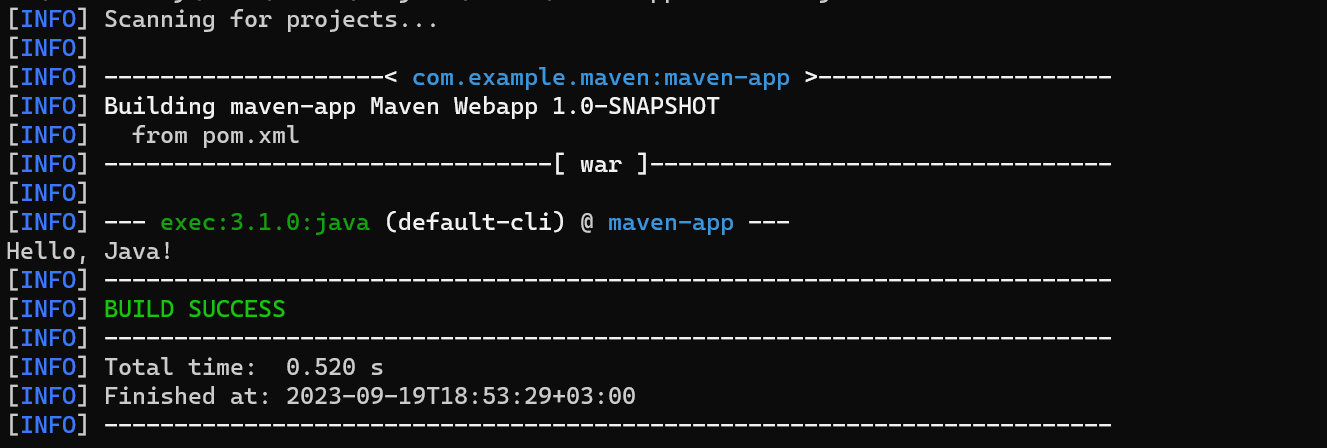 [INFO] Scanning for projects...
[INFO]
[INFO] --------------------< com.example.maven:maven-app >---------------------
[INFO] Building maven-app Maven Webapp 1.0-SNAPSHOT
[INFO]   from pom.xml
[INFO] --------------------------------[ war ]---------------------------------
[INFO]
[INFO] --- exec:3.1.0:java (default-cli) @ maven-app ---
Hello, Java!
[INFO] ------------------------------------------------------------------------
[INFO] BUILD SUCCESS
[INFO] ------------------------------------------------------------------------
[INFO] Total time:  0.520 s
[INFO] Finished at: 2023-09-19T18:53:29+03:00
[INFO] ------------------------------------------------------------------------